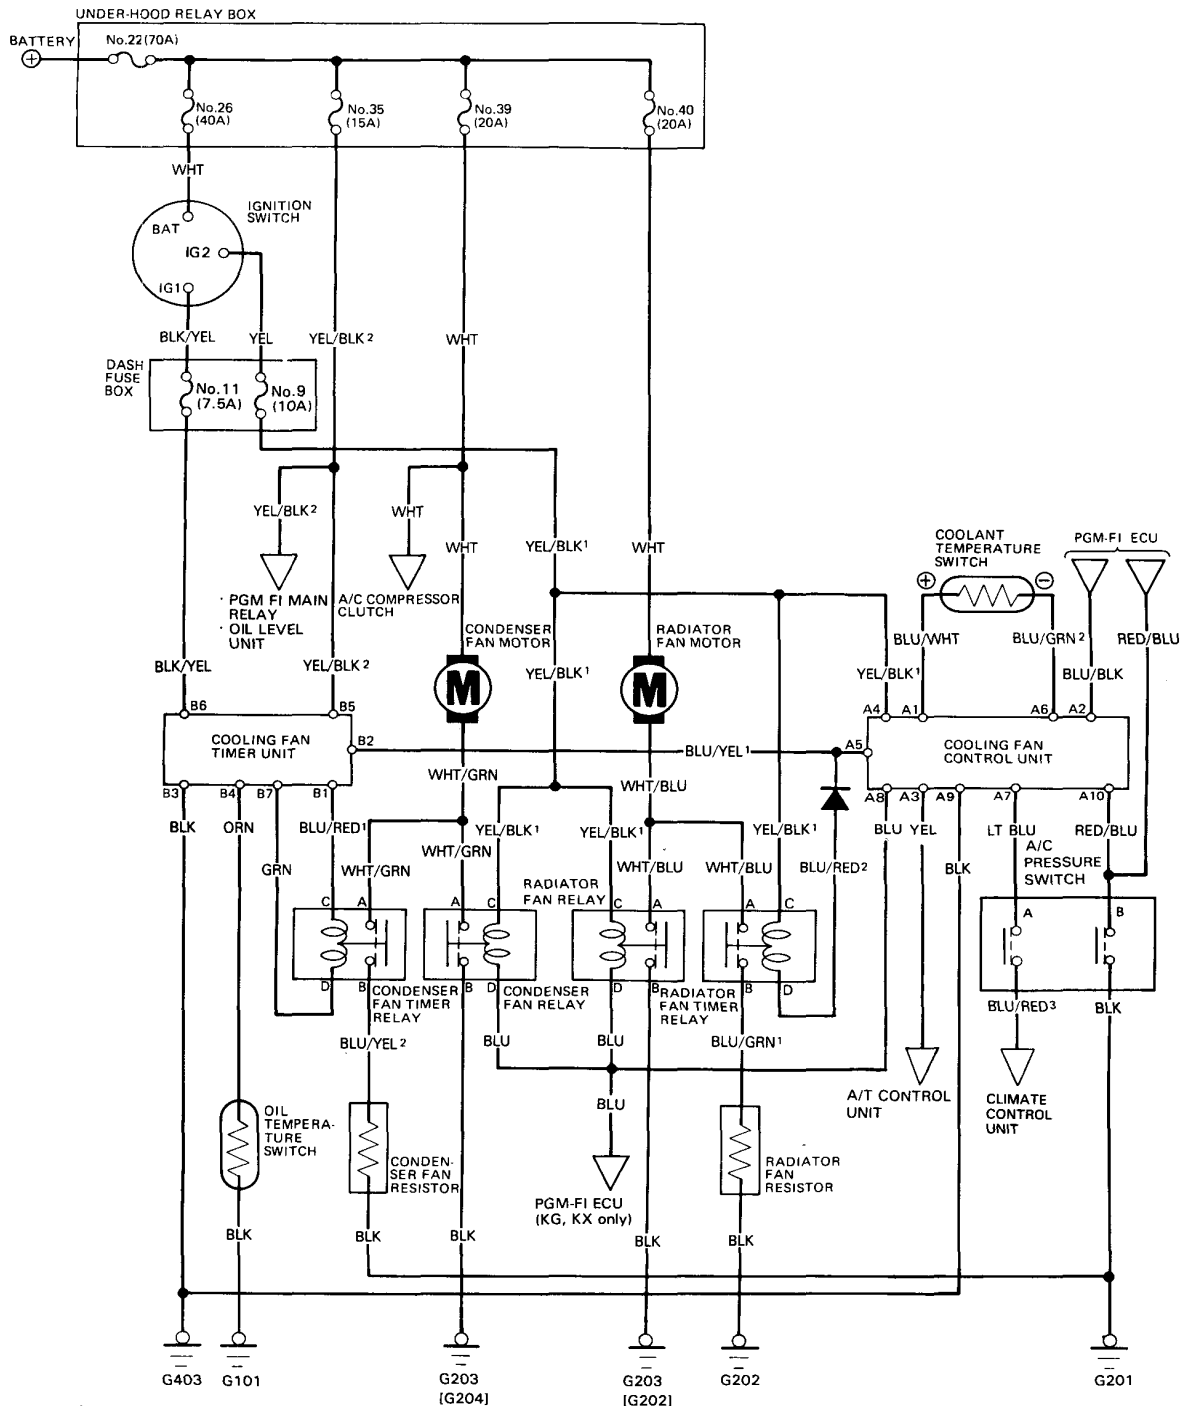 UNDER-HOOD RELAY BOX
BATTERY
No.22(70A)
No.26
(40A)
No.35
(15A)
No.39
(20A)
No.40
(20A)
WHT
IGNITION
SWITCH
BAT
IG2
IG1
BLK/YEL
YEL
YEL/BLK2
WHT
DASH
FUSE
BOX
No.11
(7.5A)
No.9
(10A)
YEL/BLK2
WHT
WHT
YEL/BLK1
WHT
COOLANT
TEMPERATURE
SWITCH
PGM-FI ECU
· PGM FI MAIN
RELAY
· OIL LEVEL
UNIT
A/C COMPRESSOR
CLUTCH
CONDENSER
FAN MOTOR
RADIATOR
FAN MOTOR
BLU/WHT
BLU/GRN2
RED/BLU
BLK/YEL
YEL/BLK2
YEL/BLK1
YEL/BLK1
BLU/BLK
M
M
B6
B5
A4
A1
A6
A2
COOLING FAN
TIMER UNIT
B2
BLU/YEL1
A5
COOLING FAN
CONTROL UNIT
WHT/GRN
WHT/BLU
B3
B4
B7
B1
A8
A3
A9
A7
A10
BLK
ORN
BLU/RED1
YEL/BLK1
YEL/BLK1
YEL/BLK1
BLU
YEL
LT BLU
RED/BLU
GRN
WHT/GRN
WHT/GRN
WHT/BLU
WHT/BLU
BLU/RED2
BLK
A/C
PRESSURE
SWITCH
RADIATOR
FAN RELAY
C
A
A
C
C
A
A
C
A
B
D
B
B
D
D
B
B
D
CONDENSER
FAN TIMER
RELAY
CONDENSER
FAN RELAY
RADIATOR
FAN TIMER
RELAY
BLU/RED3
BLK
BLU/YEL2
BLU
BLU
BLU/GRN1
BLU
A/T CONTROL
UNIT
CLIMATE
CONTROL
UNIT
OIL
TEMPERA-
TURE
SWITCH
CONDEN-
SER FAN
RESISTOR
RADIATOR
FAN
RESISTOR
PGM-FI ECU
(KG, KX only)
BLK
BLK
BLK
BLK
BLK
G403
G101
G203
[G204]
G203
[G202]
G202
G201